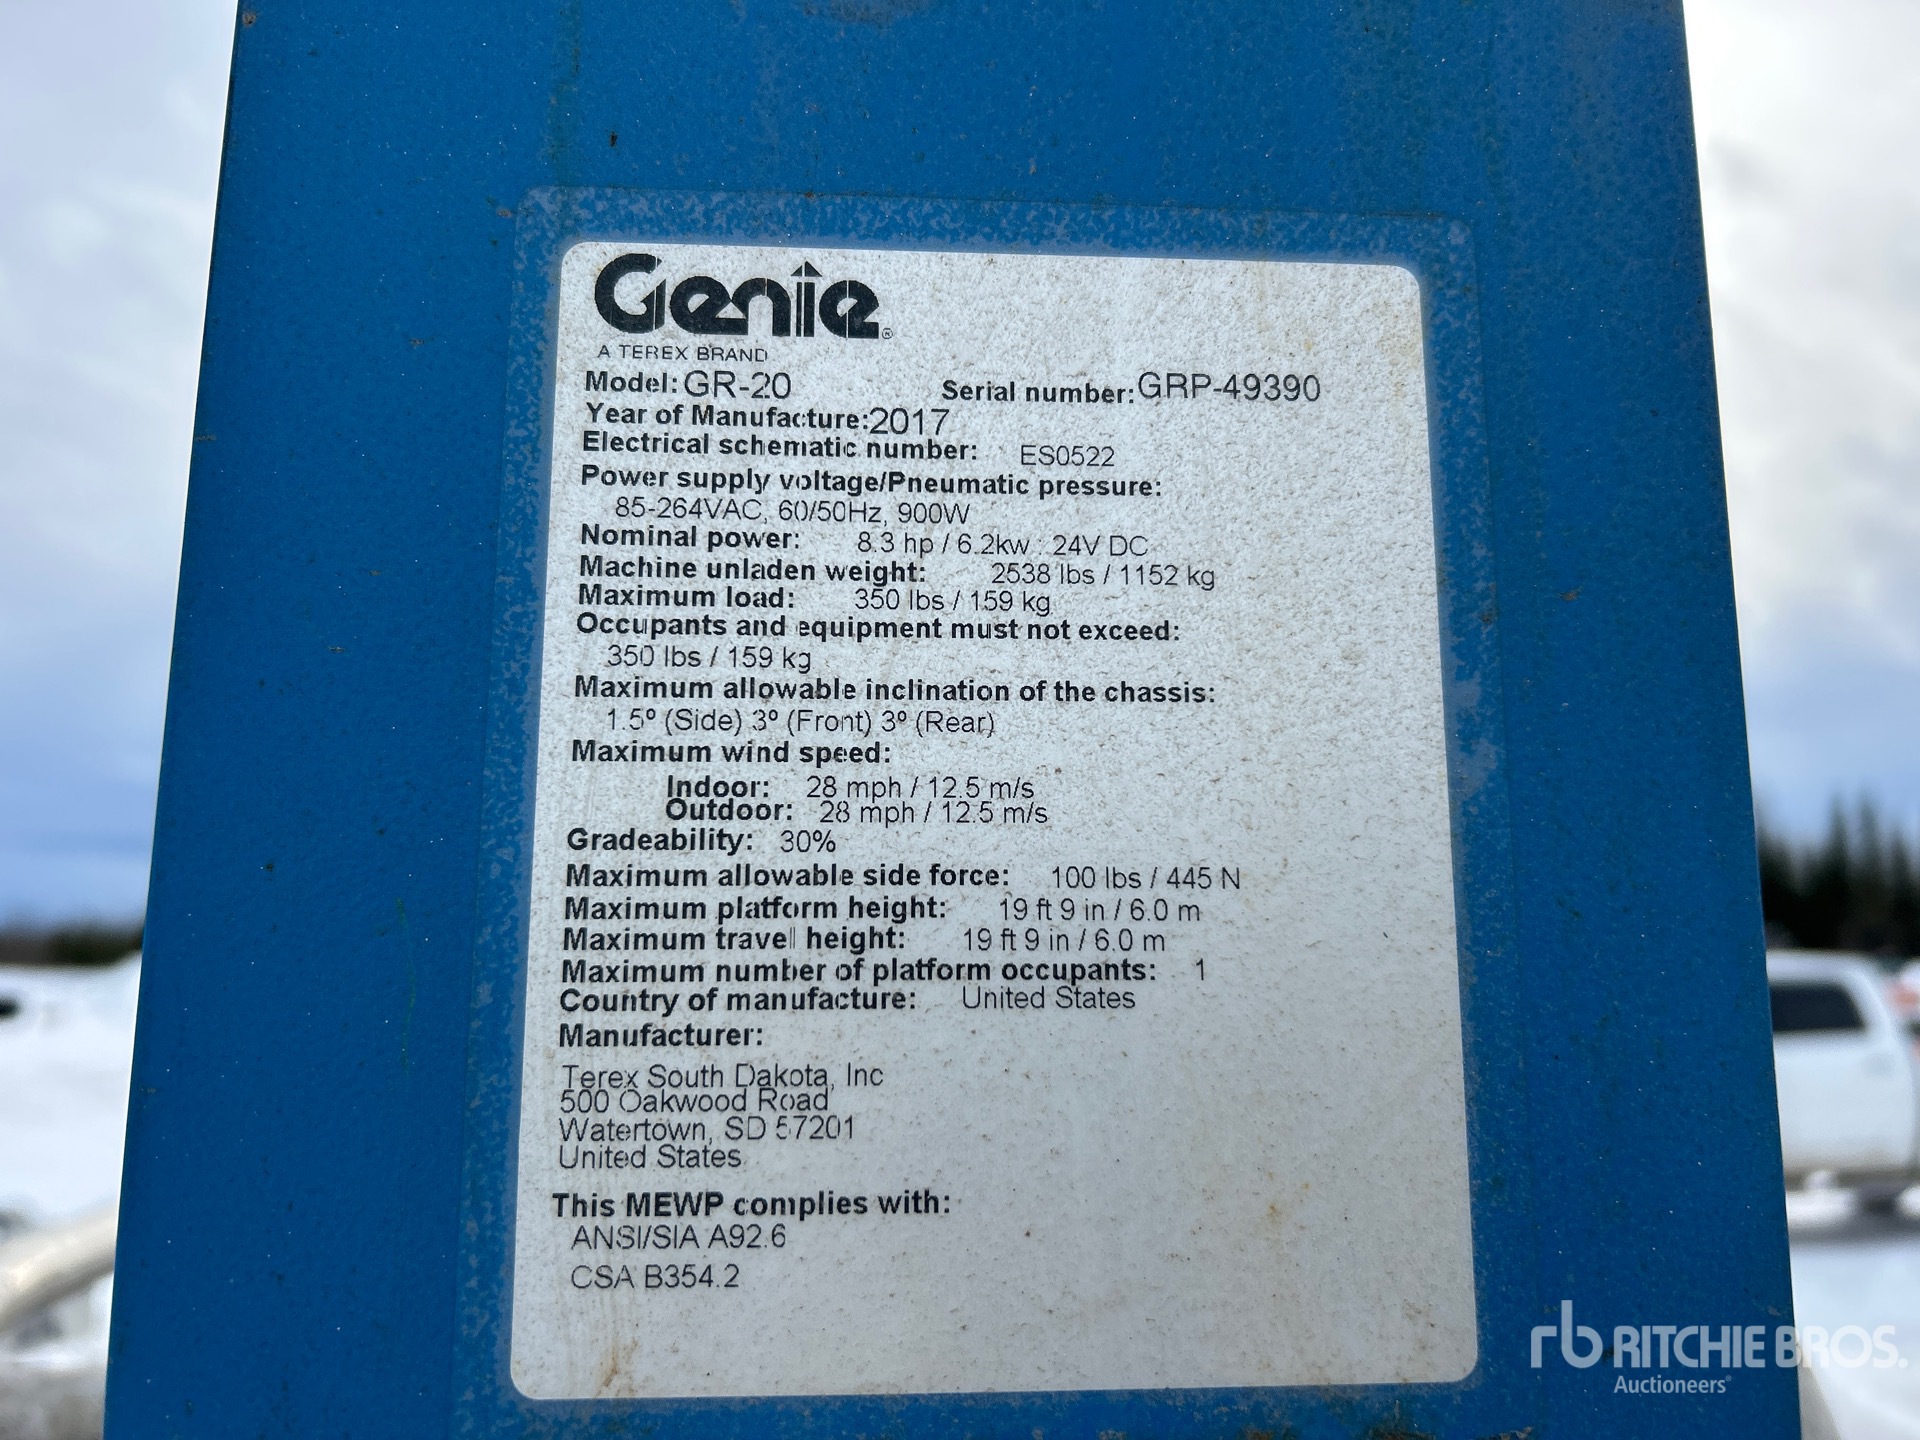 Genie®
A TEREX BRAND
Model: GR-20 Serial number: GRP-49390
Year of Manufacture: 2017
Electrical schematic number: ES0522
Power supply voltage/Pneumatic pressure:
85-264VAC, 60/50Hz, 900W
Nominal power: 8.3 hp / 6.2kw : 24V DC
Machine unladen weight: 2538 lbs / 1152 kg
Maximum load: 350 lbs / 159 kg
Occupants and equipment must not exceed:
350 lbs / 159 kg
Maximum allowable inclination of the chassis:
1.5º (Side) 3º (Front) 3º (Rear)
Maximum wind speed:
Indoor: 28 mph / 12.5 m/s
Outdoor: 28 mph / 12.5 m/s
Gradeability: 30%
Maximum allowable side force: 100 lbs / 445 N
Maximum platform height: 19 ft 9 in / 6.0 m
Maximum travel height: 19 ft 9 in / 6.0 m
Maximum number of platform occupants: 1
Country of manufacture: United States
Manufacturer:
Terex South Dakota, Inc
500 Oakwood Road
Watertown, SD 57201
United States
This MEWP complies with:
ANSI/SIA A92.6
CSA B354.2
rb RITCHIE BROS.
Auctioneers®